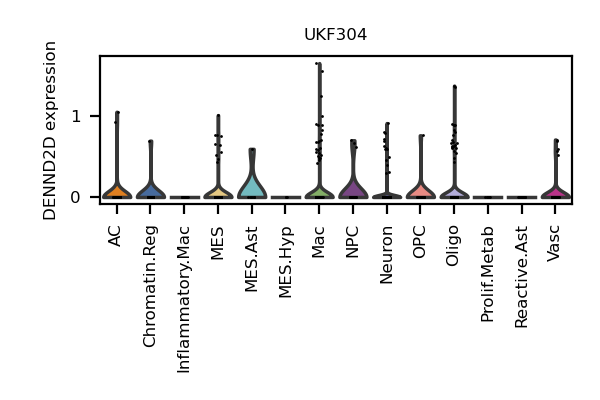 UKF304
DENND2D expression
1
0
AC
Chromatin.Reg
Inflammatory.Mac
MES
MES.Ast
MES.Hyp
Mac
NPC
Neuron
OPC
Oligo
Prolif.Metab
Reactive.Ast
Vasc